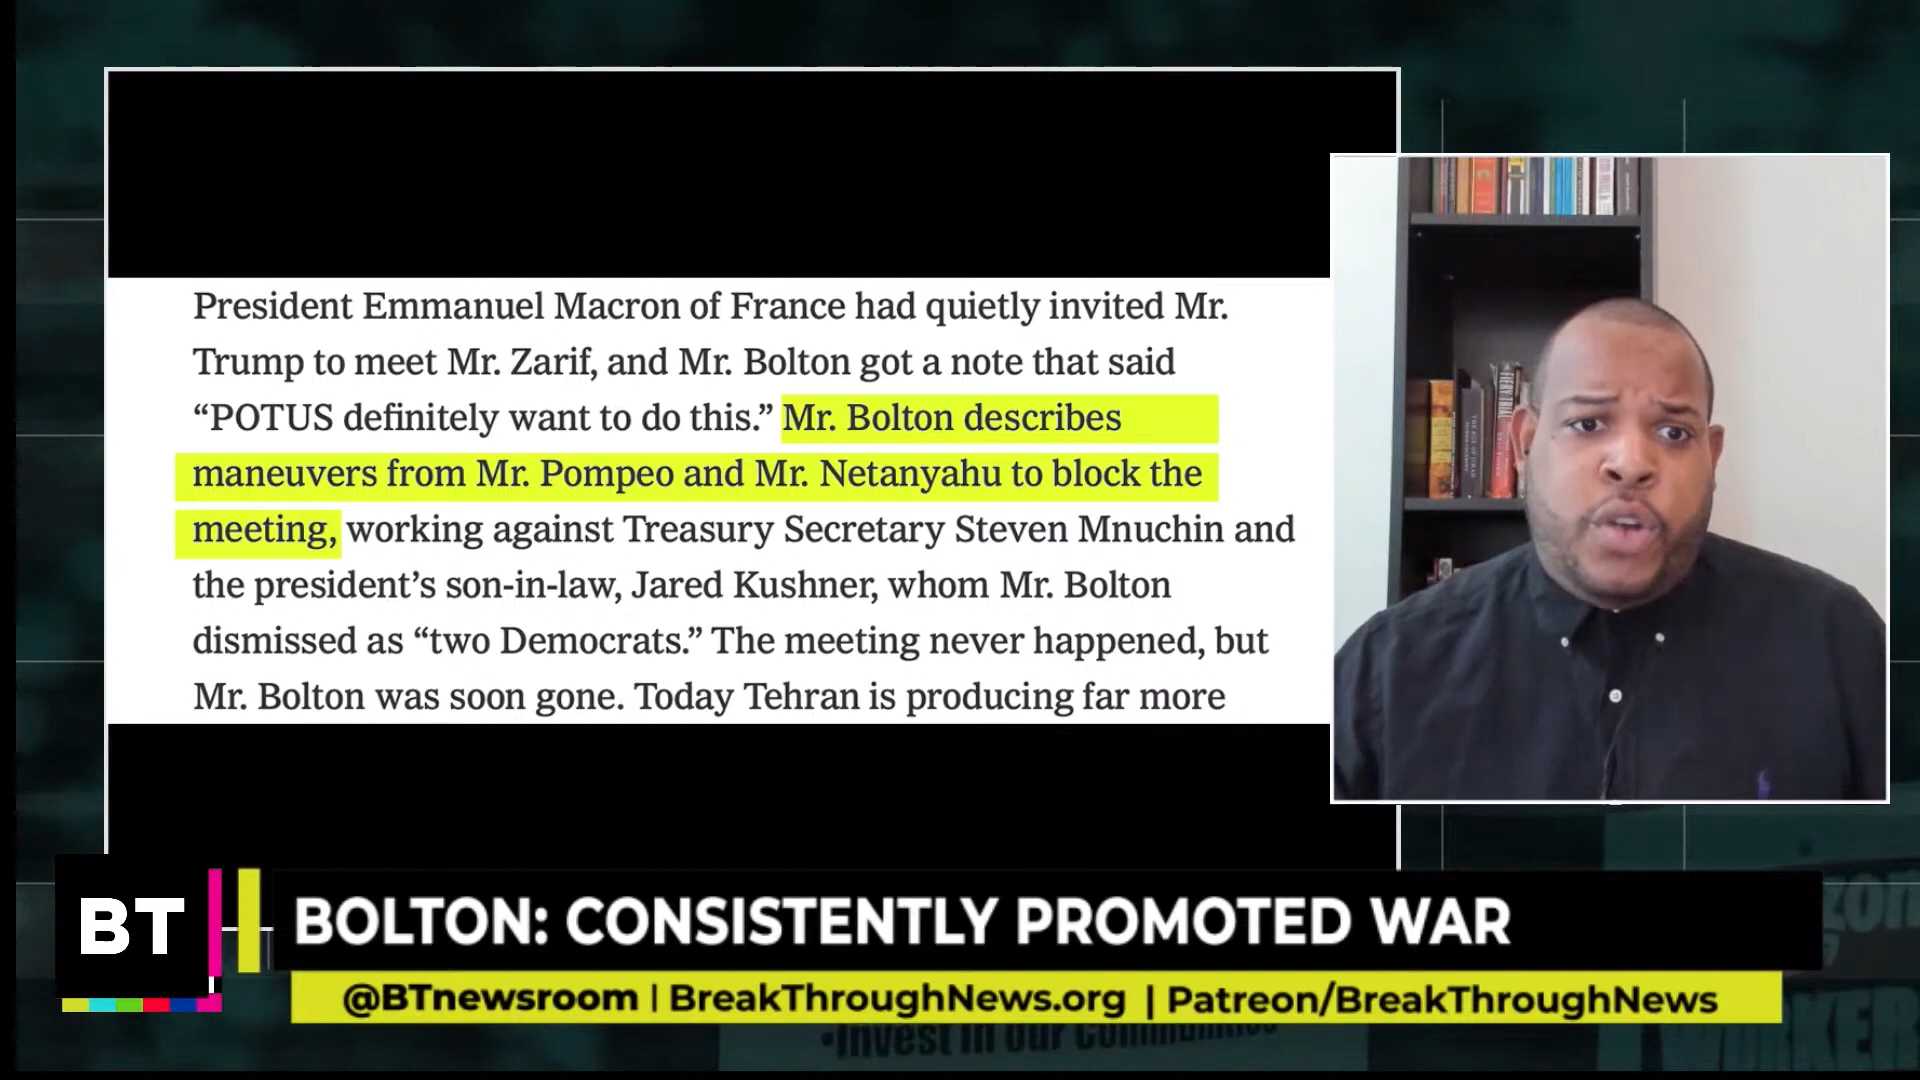 President Emmanuel Macron of France had quietly invited Mr.
Trump to meet Mr. Zarif, and Mr. Bolton got a note that said
“POTUS definitely want to do this.” Mr. Bolton describes
maneuvers from Mr. Pompeo and Mr. Netanyahu to block the
meeting, working against Treasury Secretary Steven Mnuchin and
the president’s son-in-law, Jared Kushner, whom Mr. Bolton
dismissed as “two Democrats.” The meeting never happened, but
Mr. Bolton was soon gone. Today Tehran is producing far more
BT
BOLTON: CONSISTENTLY PROMOTED WAR
@BTnewsroom | BreakThroughNews.org | Patreon/BreakThroughNews
•Invest in our Communities